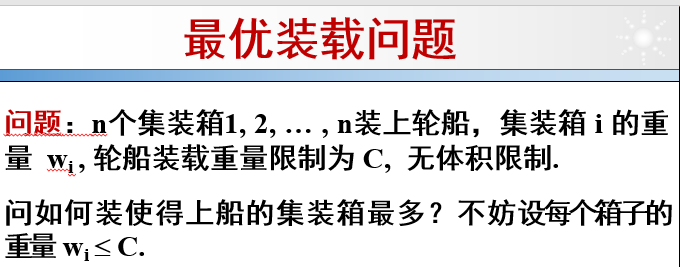 最优装载问题
问题：n个集装箱1, 2, … , n装上轮船，集装箱 i 的重
量 wi , 轮船装载重量限制为 C, 无体积限制.
问如何装使得上船的集装箱最多？不妨设每个箱子的
重量 wi ≤ C.